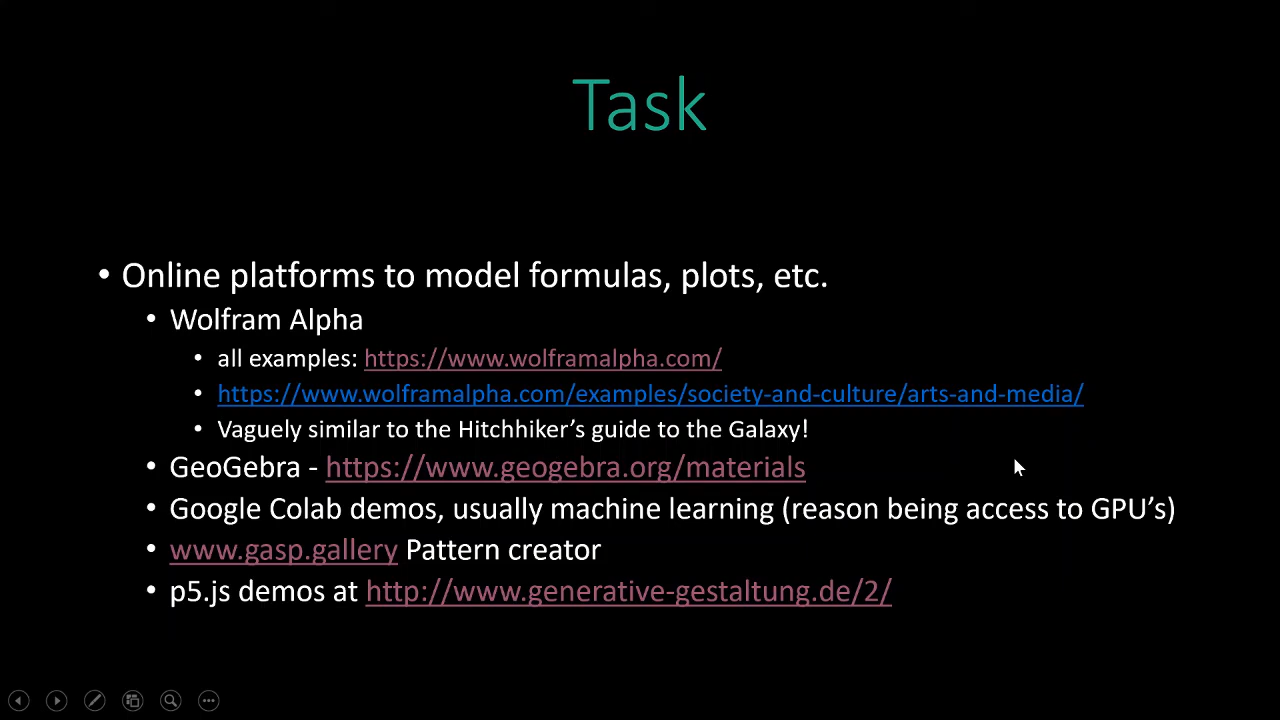 Task
• Online platforms to model formulas, plots, etc.
• Wolfram Alpha
• all examples: https://www.wolframalpha.com/
• https://www.wolframalpha.com/examples/society-and-culture/arts-and-media/
• Vaguely similar to the Hitchhiker’s guide to the Galaxy!
• GeoGebra - https://www.geogebra.org/materials
• Google Colab demos, usually machine learning (reason being access to GPU’s)
• www.gasp.gallery Pattern creator
• p5.js demos at http://www.generative-gestaltung.de/2/